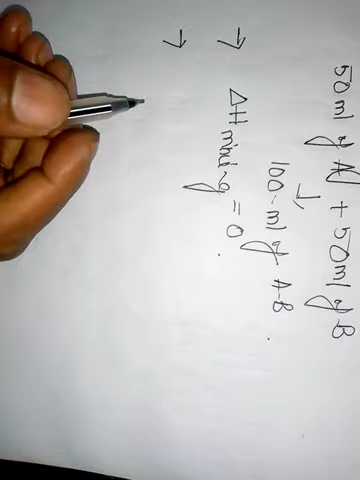 50 ml of A + 50 ml of B
↓
100 - ml of A-B
→ ΔH mixing = 0.
→